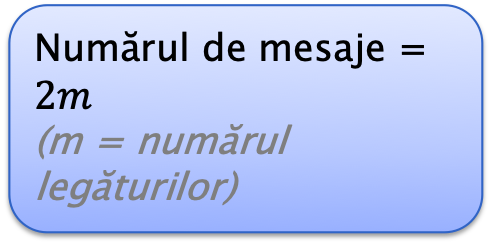 Numărul de mesaje =
2m
(m = numărul
legăturilor)